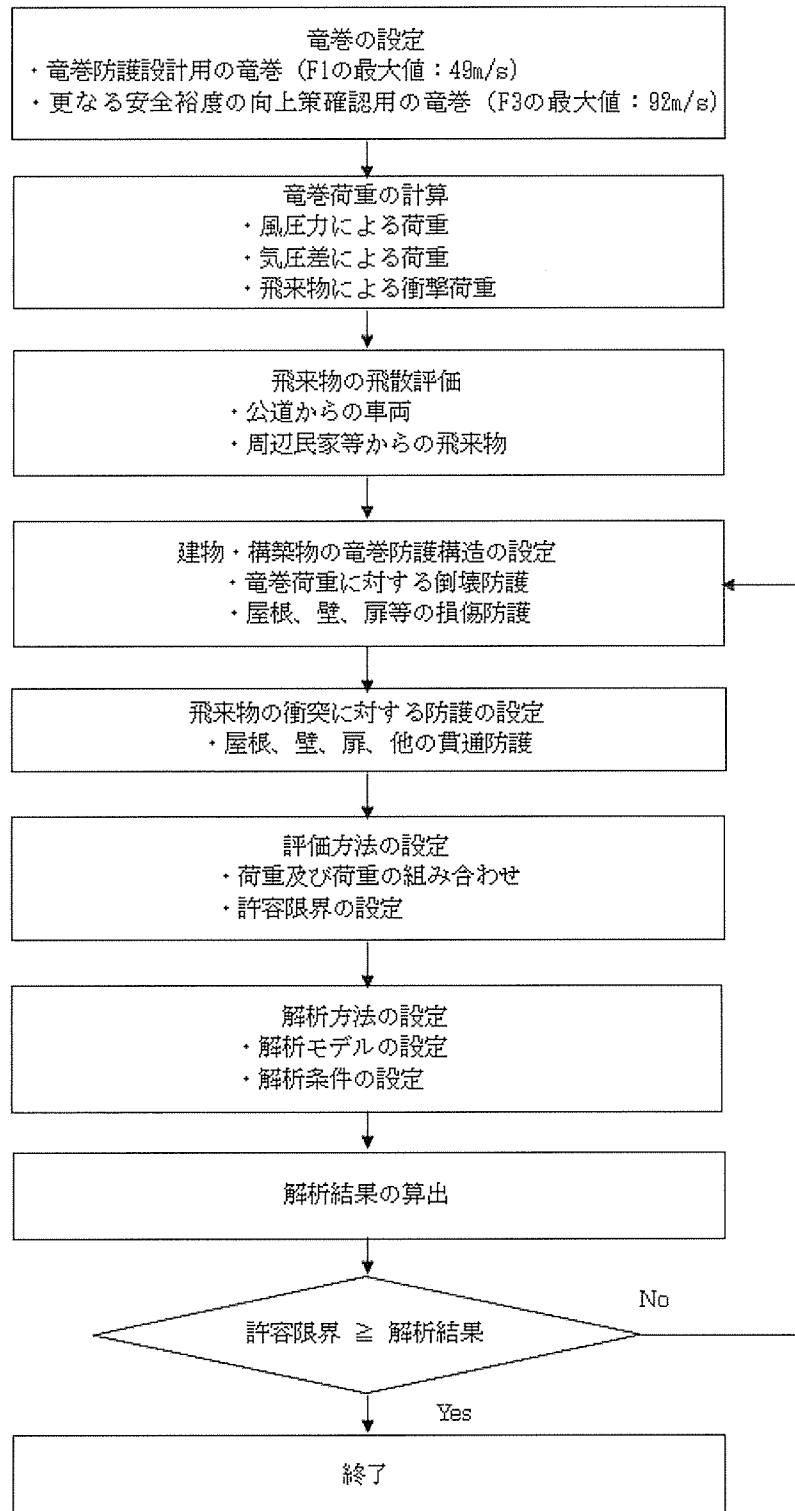 竜巻の設定
・竜巻防護設計用の竜巻 (F1の最大値：49m/s)
・更なる安全裕度の向上策確認用の竜巻 (F3の最大値：92m/s)
竜巻荷重の計算
・風圧力による荷重
・気圧差による荷重
・飛来物による衝撃荷重
飛来物の飛散評価
・公道からの車両
・周辺民家等からの飛来物
建物・構築物の竜巻防護構造の設定
・竜巻荷重に対する倒壊防護
・屋根、壁、扉等の損傷防護
飛来物の衝突に対する防護の設定
・屋根、壁、扉、他の貫通防護
評価方法の設定
・荷重及び荷重の組み合わせ
・許容限界の設定
解析方法の設定
・解析モデルの設定
・解析条件の設定
解析結果の算出
許容限界 ≧ 解析結果
No
Yes
終了